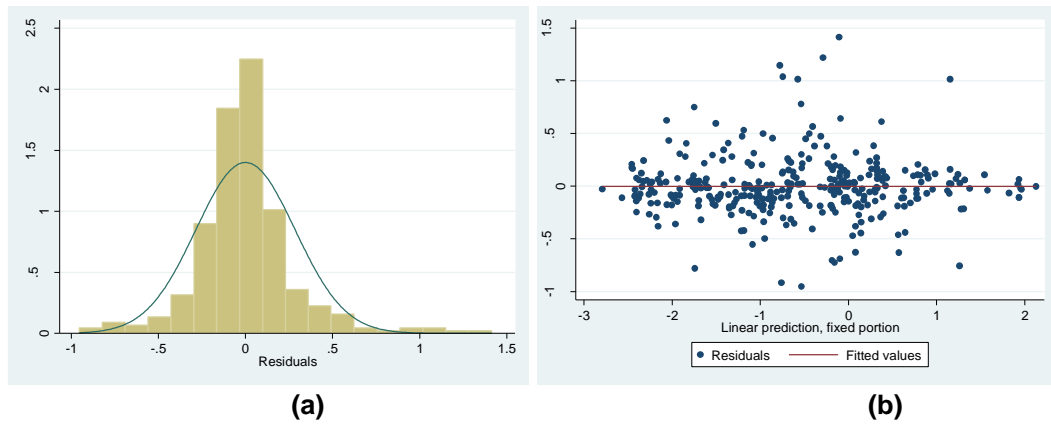 2.5
2
1.5
1
.5
0
-1 -.5 0 .5 1 1.5
Residuals
(a)
1.5
1
.5
0
-.5
-1
-3 -2 -1 0 1 2
Linear prediction, fixed portion
Residuals Fitted values
(b)